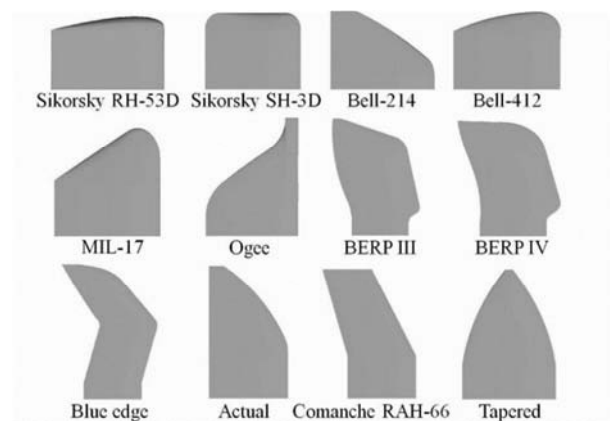 Sikorsky RH-53D Sikorsky SH-3D Bell-214 Bell-412
MIL-17 Ogee BERP III BERP IV
Blue edge Actual Comanche RAH-66 Tapered